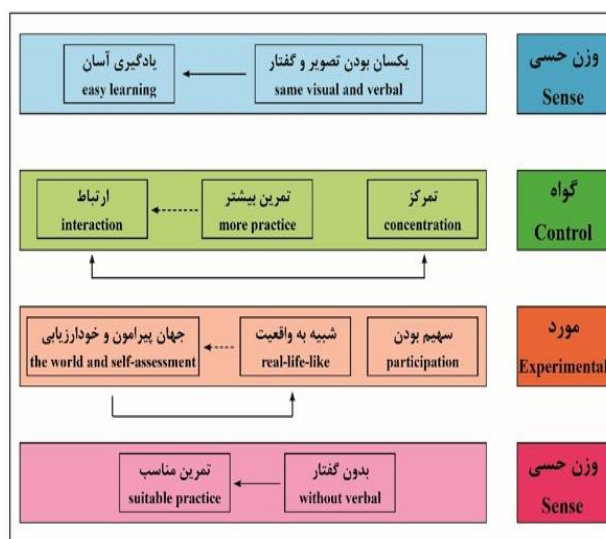 یکسان بودن تصویر و گفتار
same visual and verbal
یادگیری آسان
easy learning
وزن حسی
Sense
تمرکز
concentration
تمرین بیشتر
more practice
ارتباط
interaction
گواه
Control
سهیم بودن
participation
شبیه به واقعیت
real-life-like
جهان پیرامون و خودارزیابی
the world and self-assessment
مورد
Experimental
بدون گفتار
without verbal
تمرین مناسب
suitable practice
وزن حسی
Sense